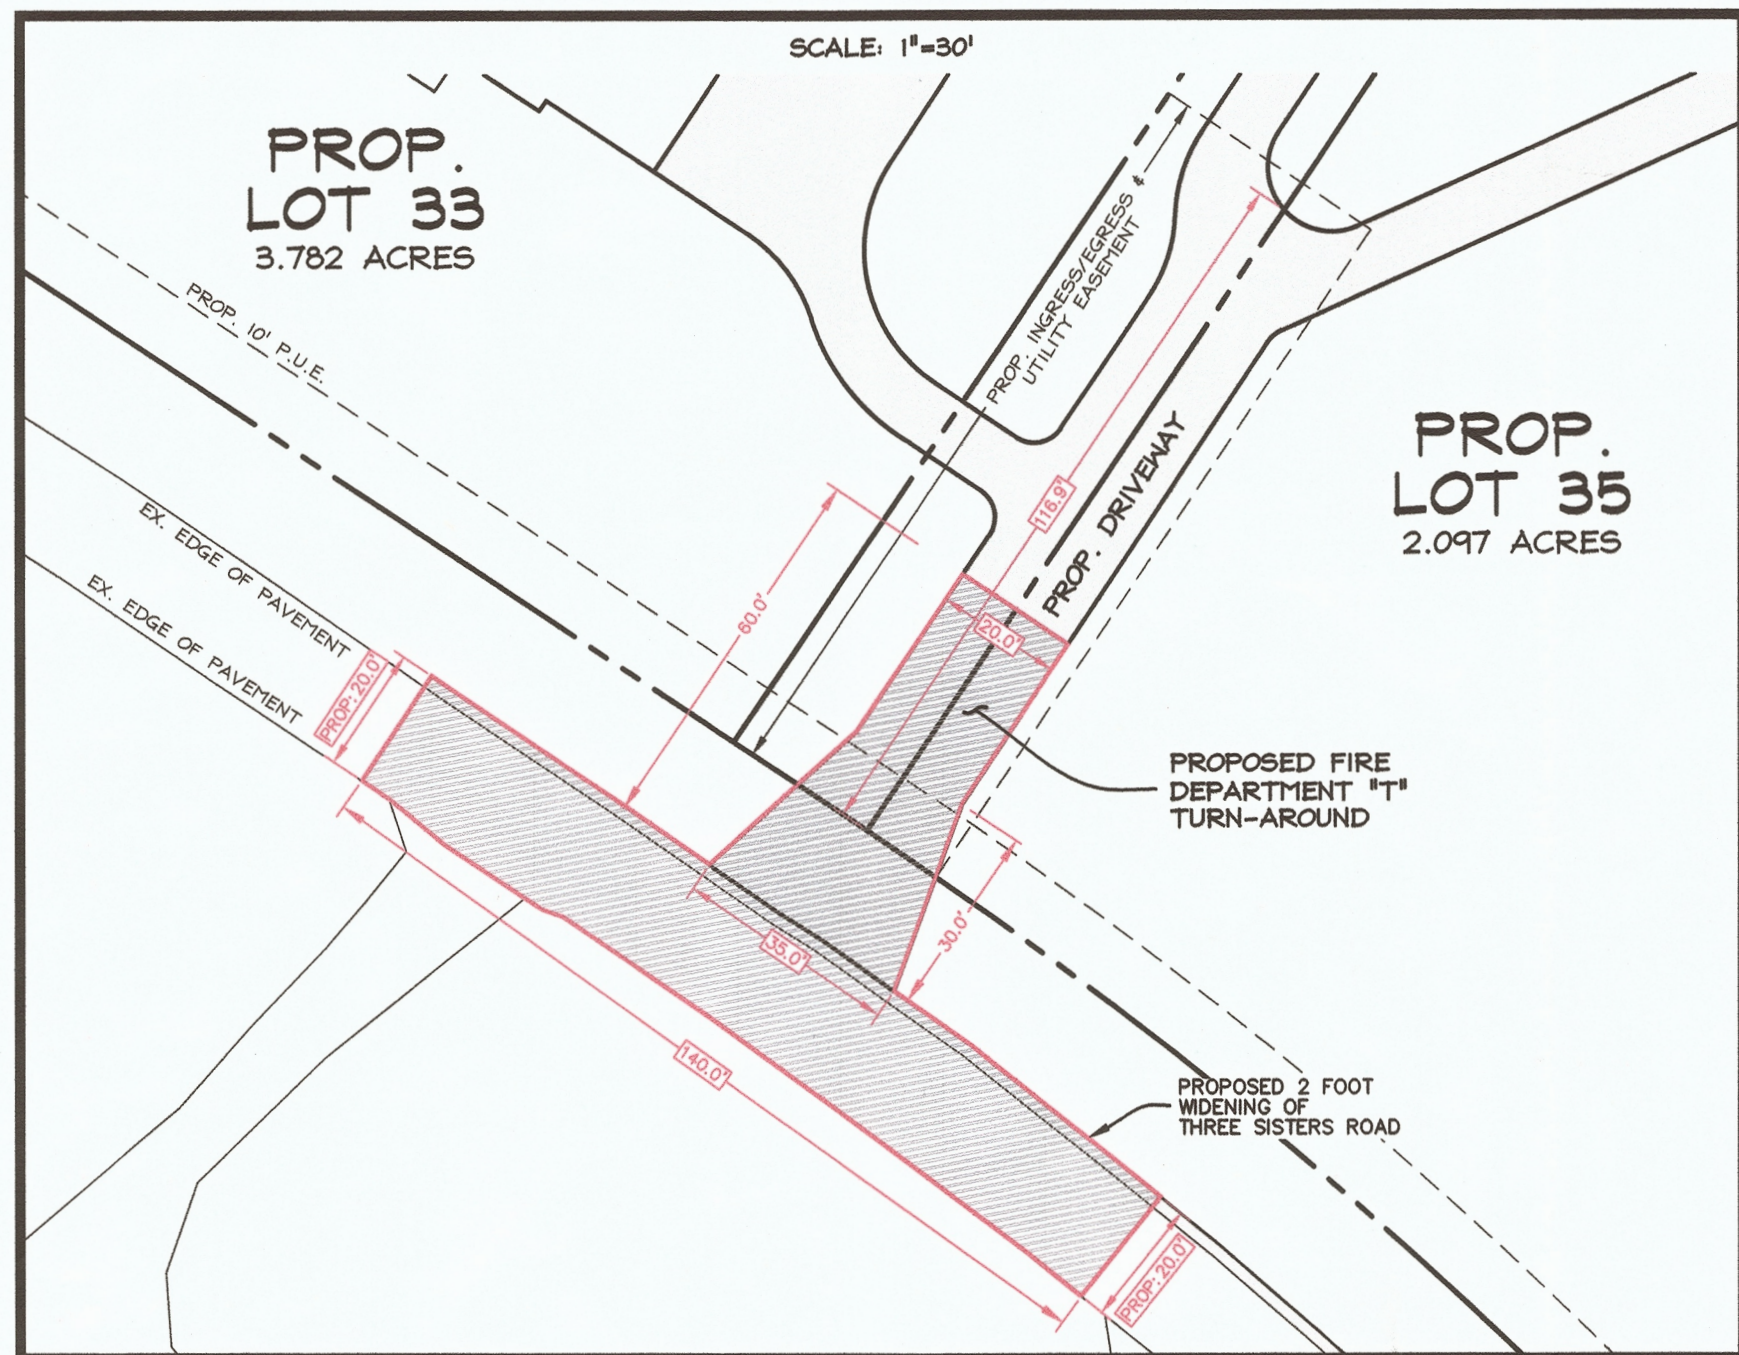 SCALE: 1"=30'
PROP.
LOT 33
3.782 ACRES
PROP. 10' P.U.E.
EX. EDGE OF PAVEMENT
EX. EDGE OF PAVEMENT
PROP. INGRESS/EGRESS &
UTILITY EASEMENT
PROP. DRIVEWAY
PROP.
LOT 35
2.097 ACRES
116.9'
60.0'
20.0'
PROP: 20.0'
PROPOSED FIRE
DEPARTMENT "T"
TURN-AROUND
35.0'
30.0'
140.0'
PROPOSED 2 FOOT
WIDENING OF
THREE SISTERS ROAD
PROP: 20.0'